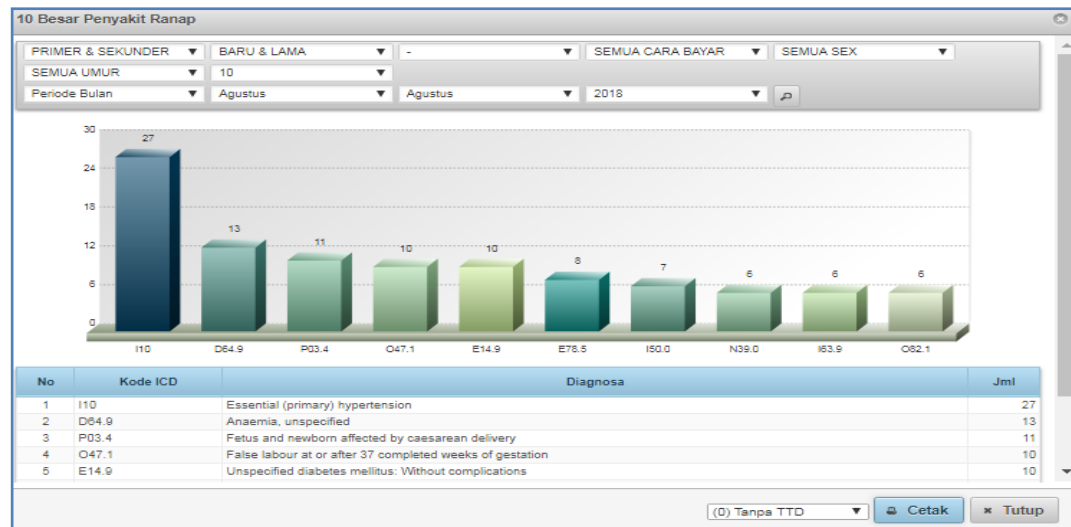 10 Besar Penyakit Ranap
PRIMER & SEKUNDER BARU & LAMA - SEMUA CARA BAYAR SEMUA SEX
SEMUA UMUR 10
Periode Bulan Agustus Agustus 2018
30
24
18
12
6
0
27 13 11 10 10 8 7 6 6 6
I10 D64.9 P03.4 O47.1 E14.9 E78.5 I50.0 N39.0 I63.9 O82.1
No Kode ICD Diagnosa Jml
1 I10 Essential (primary) hypertension 27
2 D64.9 Anaemia, unspecified 13
3 P03.4 Fetus and newborn affected by caesarean delivery 11
4 O47.1 False labour at or after 37 completed weeks of gestation 10
5 E14.9 Unspecified diabetes mellitus: Without complications 10
(0) Tanpa TTD Cetak Tutup